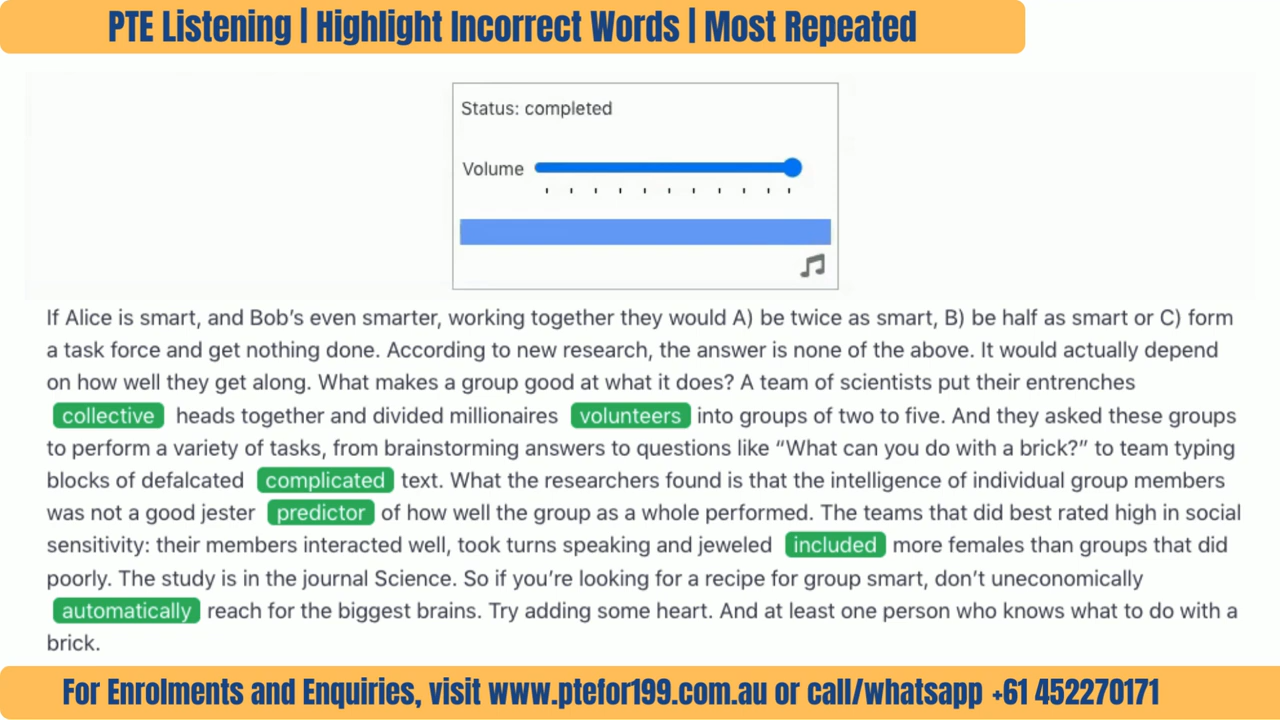 PTE Listening | Highlight Incorrect Words | Most Repeated
Status: completed
Volume
If Alice is smart, and Bob's even smarter, working together they would A) be twice as smart, B) be half as smart or C) form
a task force and get nothing done. According to new research, the answer is none of the above. It would actually depend
on how well they get along. What makes a group good at what it does? A team of scientists put their entrenches
collective heads together and divided millionaires volunteers into groups of two to five. And they asked these groups
to perform a variety of tasks, from brainstorming answers to questions like “What can you do with a brick?” to team typing
blocks of defalcated complicated text. What the researchers found is that the intelligence of individual group members
was not a good jester predictor of how well the group as a whole performed. The teams that did best rated high in social
sensitivity: their members interacted well, took turns speaking and jeweled included more females than groups that did
poorly. The study is in the journal Science. So if you're looking for a recipe for group smart, don't uneconomically
automatically reach for the biggest brains. Try adding some heart. And at least one person who knows what to do with a
brick.
For Enrolments and Enquiries, visit www.ptefor199.com.au or call/whatsapp +61 452270171